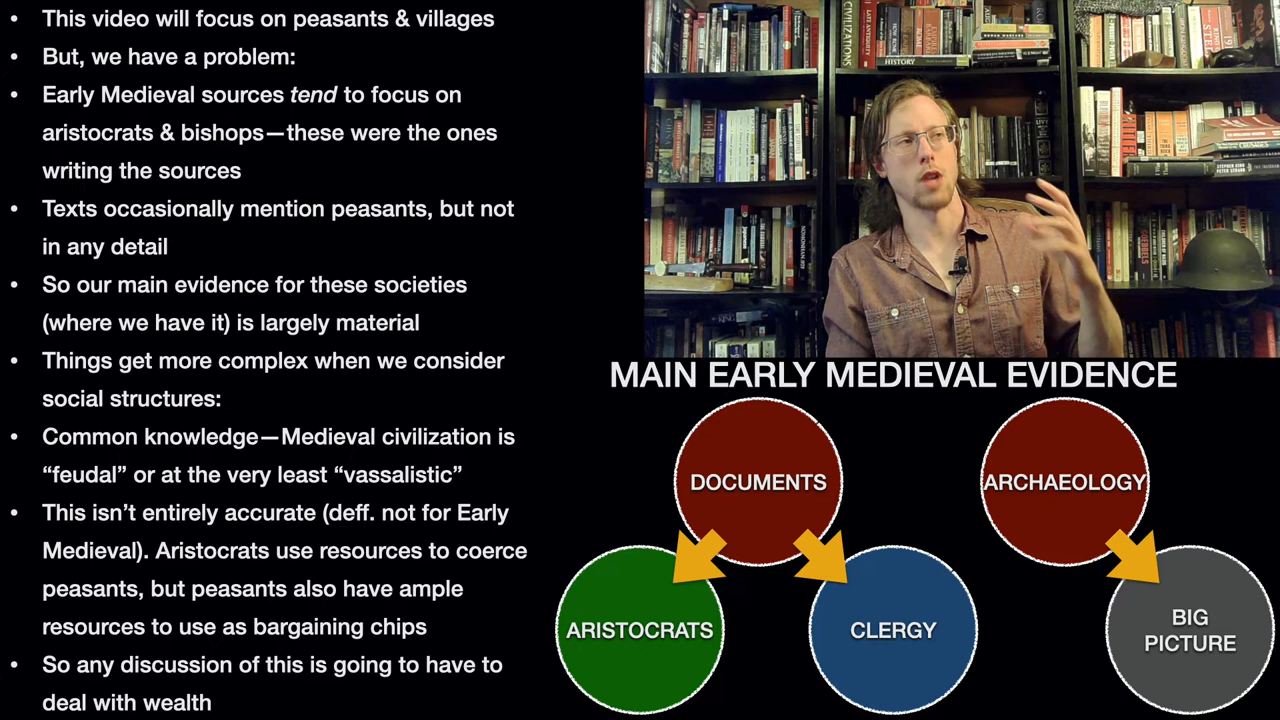 • This video will focus on peasants & villages
• But, we have a problem:
• Early Medieval sources tend to focus on
aristocrats & bishops—these were the ones
writing the sources
• Texts occasionally mention peasants, but not
in any detail
• So our main evidence for these societies
(where we have it) is largely material
• Things get more complex when we consider
social structures:
• Common knowledge—Medieval civilization is
“feudal” or at the very least “vassalistic”
• This isn’t entirely accurate (deff. not for Early
Medieval). Aristocrats use resources to coerce
peasants, but peasants also have ample
resources to use as bargaining chips
• So any discussion of this is going to have to
deal with wealth
CIVILIZATIONS
LATE ANTIQUITY
HISTORY
GOEBBELS
MAIN EARLY MEDIEVAL EVIDENCE
DOCUMENTS
ARCHAEOLOGY
ARISTOCRATS
CLERGY
BIG
PICTURE